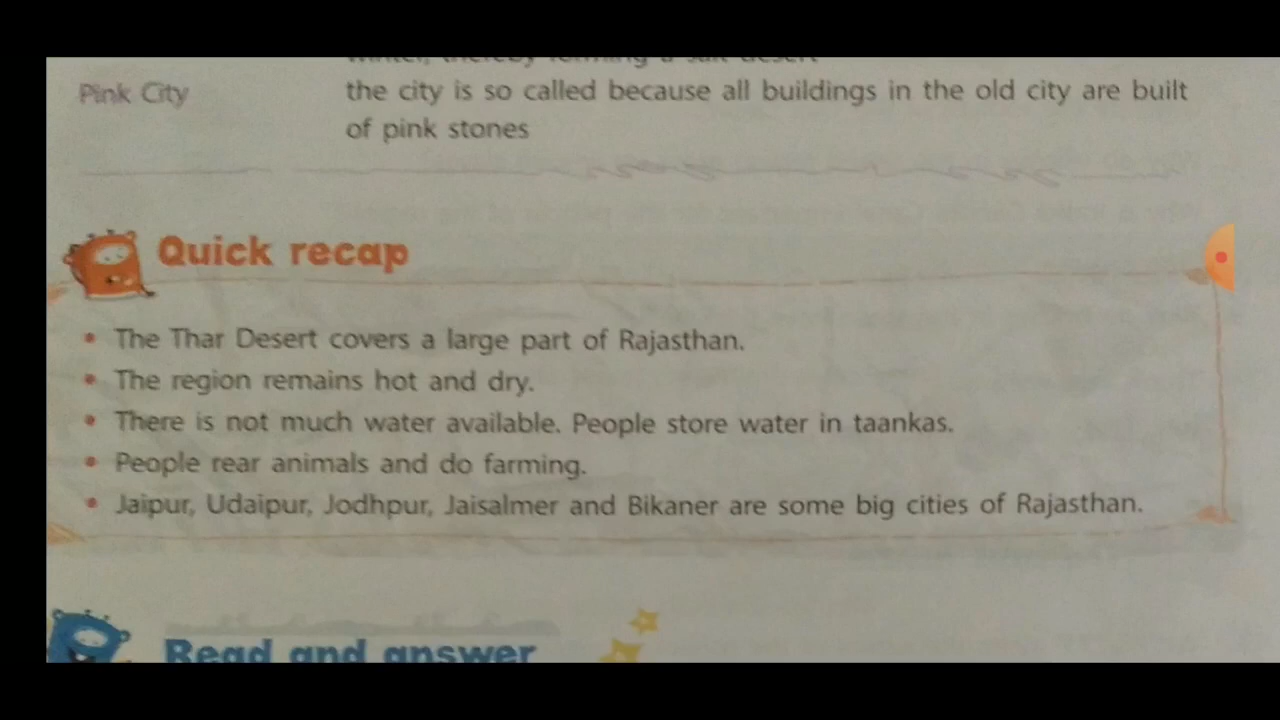 Pink City the city is so called because all buildings in the old city are built
of pink stones
Quick recap
• The Thar Desert covers a large part of Rajasthan.
• The region remains hot and dry.
• There is not much water available. People store water in taankas.
• People rear animals and do farming.
• Jaipur, Udaipur, Jodhpur, Jaisalmer and Bikaner are some big cities of Rajasthan.
Read and answer